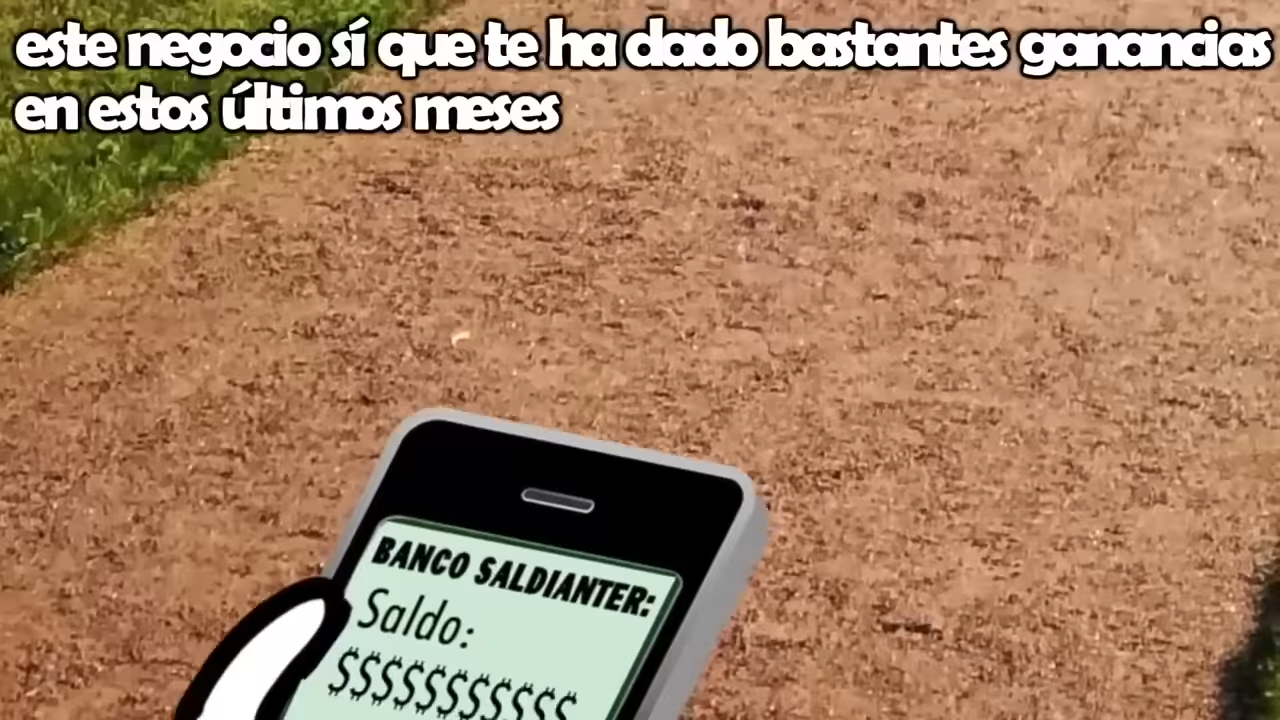 este negocio sí que te ha dado bastantes ganancias
en estos últimos meses
BANCO SALDIANTER:
Saldo:
$$$$$$$$$$$